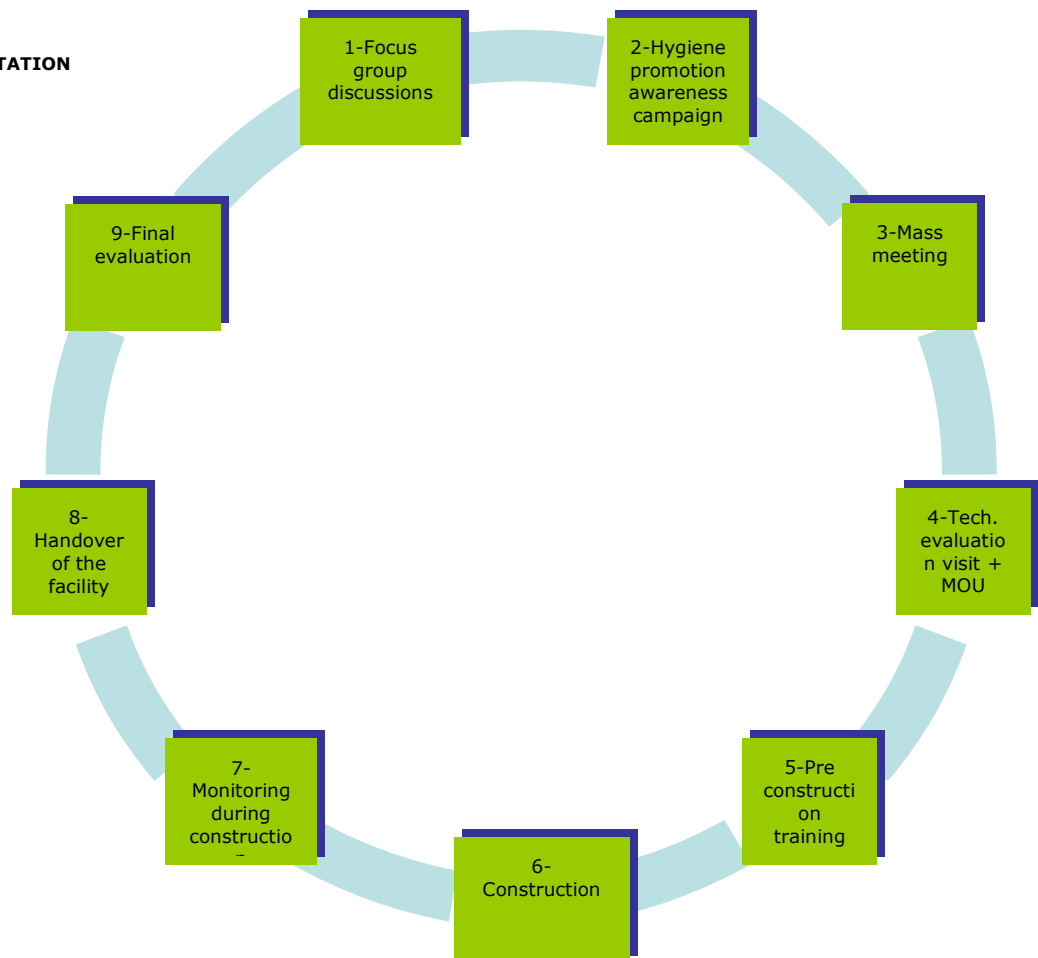 TATION
1-Focus
group
discussions
2-Hygiene
promotion
awareness
campaign
3-Mass
meeting
4-Tech.
evaluatio
n visit +
MOU
5-Pre
constructi
on
training
6-
Construction
7-
Monitoring
during
constructio
n
8-
Handover
of the
facility
9-Final
evaluation